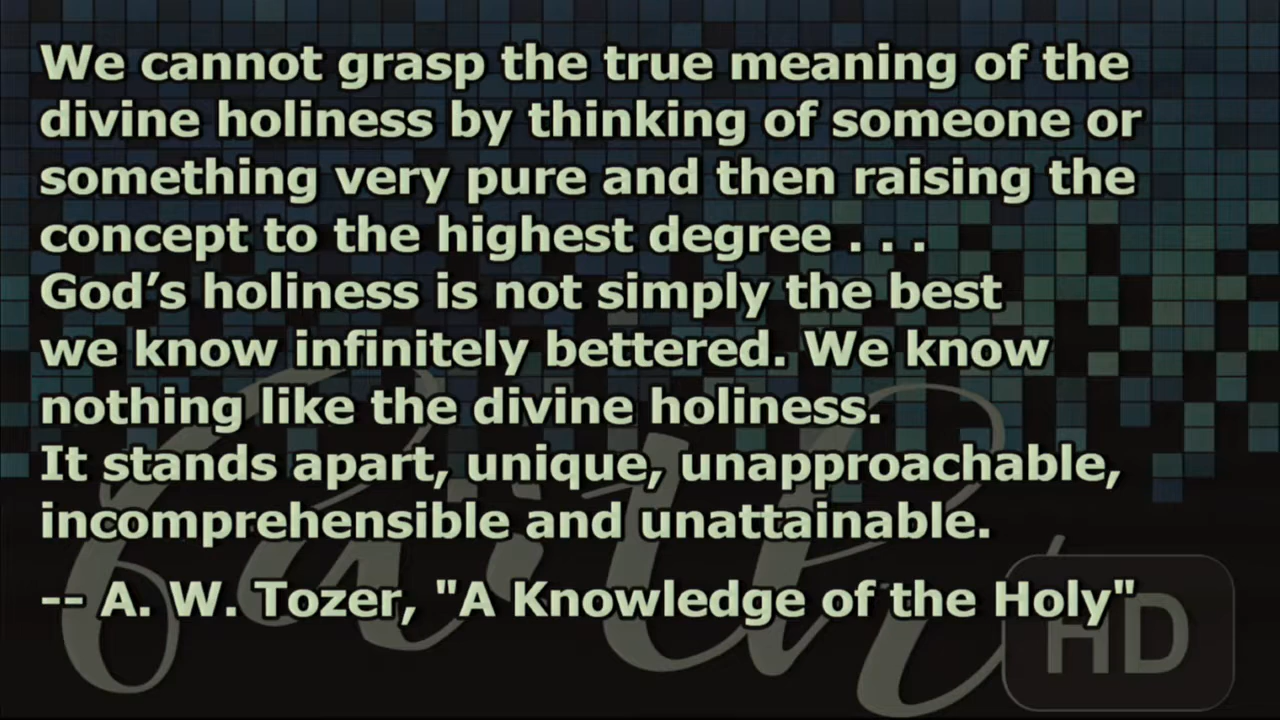 We cannot grasp the true meaning of the
divine holiness by thinking of someone or
something very pure and then raising the
concept to the highest degree . . .
God’s holiness is not simply the best
we know infinitely bettered. We know
nothing like the divine holiness.
It stands apart, unique, unapproachable,
incomprehensible and unattainable.
-- A. W. Tozer, "A Knowledge of the Holy"
faith
HD